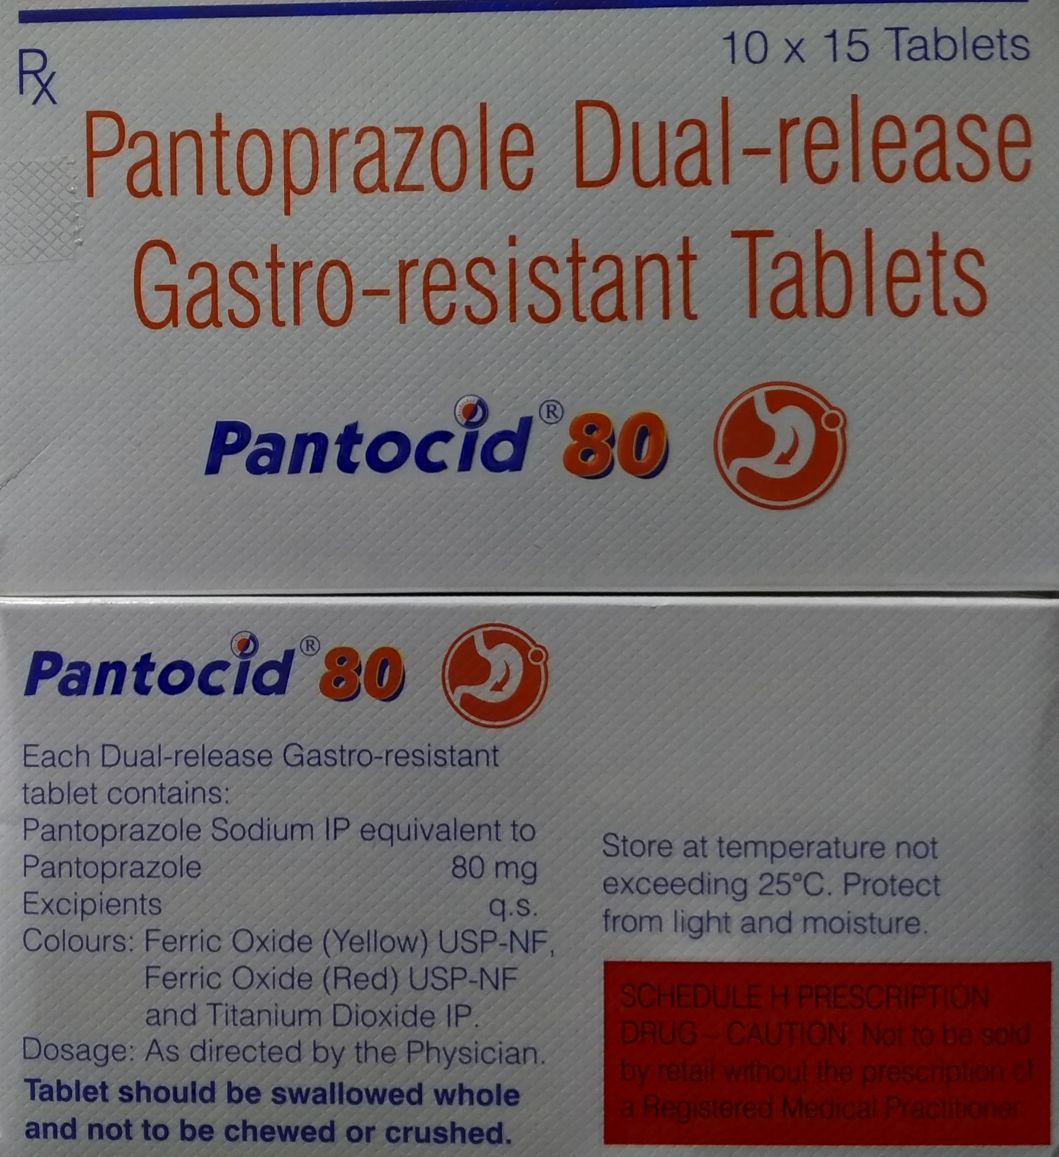 10 x 15 Tablets
Rx
Pantoprazole Dual-release
Gastro-resistant Tablets
Pantocid® 80
Pantocid® 80
Each Dual-release Gastro-resistant
tablet contains:
Pantoprazole Sodium IP equivalent to
Pantoprazole 80 mg
Excipients q.s.
Colours: Ferric Oxide (Yellow) USP-NF,
Ferric Oxide (Red) USP-NF
and Titanium Dioxide IP.
Dosage: As directed by the Physician.
Tablet should be swallowed whole
and not to be chewed or crushed.
Store at temperature not
exceeding 25°C. Protect
from light and moisture.
SCHEDULE H PRESCRIPTION
DRUG – CAUTION: Not to be sold
by retail without the prescription of
a Registered Medical Practitioner.